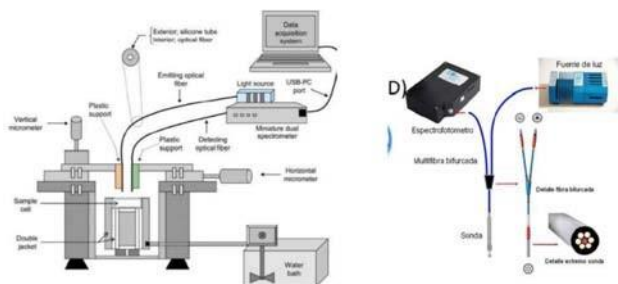 Exterior; silicone tube
Interior; optical fiber
Data
acquisition
system
Emitting optical
fiber
Light source
USB-PC
port
Plastic
support
Vertical
micrometer
Plastic
support
Detecting
optical fiber
Miniature dual
spectrometer
Horizontal
micrometer
Sample
cell
Double
jacket
Water
bath
D)
Fuente de luz
Espectrofotómetro
Multifibra bifurcada
Detalle fibra bifurcada
Sonda
Detalle extremo sonda